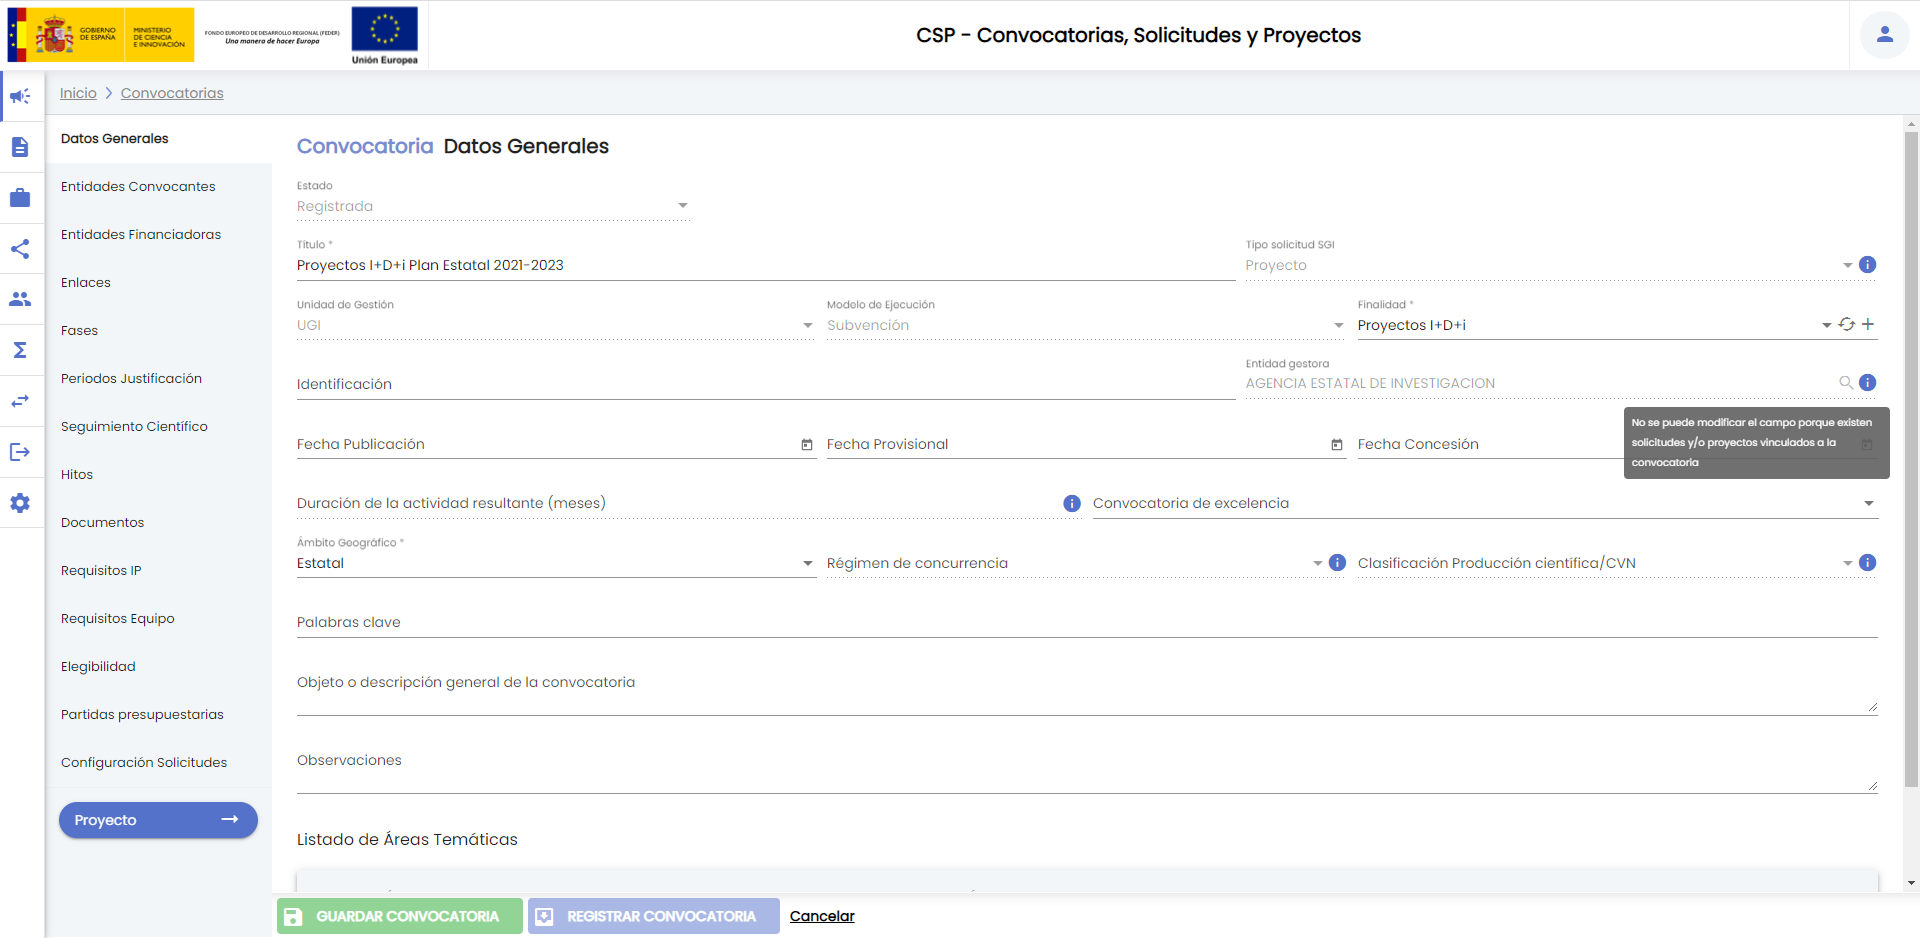 GOBIERNO
DE ESPAÑA
MINISTERIO
DE CIENCIA
E INNOVACIÓN
FONDO EUROPEO DE DESARROLLO REGIONAL (FEDER)
Una manera de hacer Europa
Unión Europea
CSP - Convocatorias, Solicitudes y Proyectos
Inicio > Convocatorias
Datos Generales
Entidades Convocantes
Entidades Financiadoras
Enlaces
Fases
Periodos Justificación
Seguimiento Científico
Hitos
Documentos
Requisitos IP
Requisitos Equipo
Elegibilidad
Partidas presupuestarias
Configuración Solicitudes
Proyecto →
Convocatoria Datos Generales
Estado
Registrada
Título *
Proyectos I+D+i Plan Estatal 2021-2023
Tipo solicitud SGI
Proyecto
Unidad de Gestión
UGI
Modelo de Ejecución
Subvención
Finalidad *
Proyectos I+D+i
Identificación
Entidad gestora
AGENCIA ESTATAL DE INVESTIGACION
No se puede modificar el campo porque existen
solicitudes y/o proyectos vinculados a la
convocatoria
Fecha Publicación
Fecha Provisional
Fecha Concesión
Duración de la actividad resultante (meses)
Convocatoria de excelencia
Ámbito Geográfico *
Estatal
Régimen de concurrencia
Clasificación Producción científica/CVN
Palabras clave
Objeto o descripción general de la convocatoria
Observaciones
Listado de Áreas Temáticas
GUARDAR CONVOCATORIA
REGISTRAR CONVOCATORIA
Cancelar